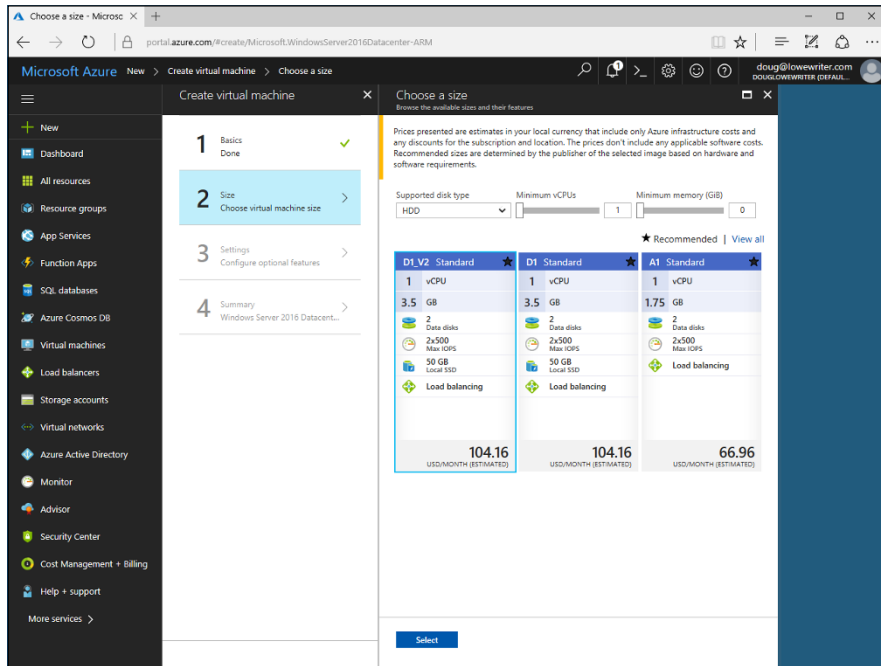 Choose a size - Microsc
portal.azure.com/#create/Microsoft.WindowsServer2016Datacenter-ARM
Microsoft Azure New > Create virtual machine > Choose a size
doug@lowewriter.com
DOUGLOWEWRITER (DEFAUL...
New
Dashboard
All resources
Resource groups
App Services
Function Apps
SQL databases
Azure Cosmos DB
Virtual machines
Load balancers
Storage accounts
Virtual networks
Azure Active Directory
Monitor
Advisor
Security Center
Cost Management + Billing
Help + support
More services >
Create virtual machine
1 Basics
Done
2 Size
Choose virtual machine size
3 Settings
Configure optional features
4 Summary
Windows Server 2016 Datacent...
Choose a size
Browse the available sizes and their features
Prices presented are estimates in your local currency that include only Azure infrastructure costs and
any discounts for the subscription and location. The prices don't include any applicable software costs.
Recommended sizes are determined by the publisher of the selected image based on hardware and
software requirements.
Supported disk type
HDD
Minimum vCPUs
1
Minimum memory (GiB)
0
★ Recommended | View all
D1_V2 Standard
1 vCPU
3.5 GB
2
Data disks
2x500
Max IOPS
50 GB
Local SSD
Load balancing
104.16
USD/MONTH (ESTIMATED)
D1 Standard
1 vCPU
3.5 GB
2
Data disks
2x500
Max IOPS
50 GB
Local SSD
Load balancing
104.16
USD/MONTH (ESTIMATED)
A1 Standard
1 vCPU
1.75 GB
2
Data disks
2x500
Max IOPS
Load balancing
66.96
USD/MONTH (ESTIMATED)
Select